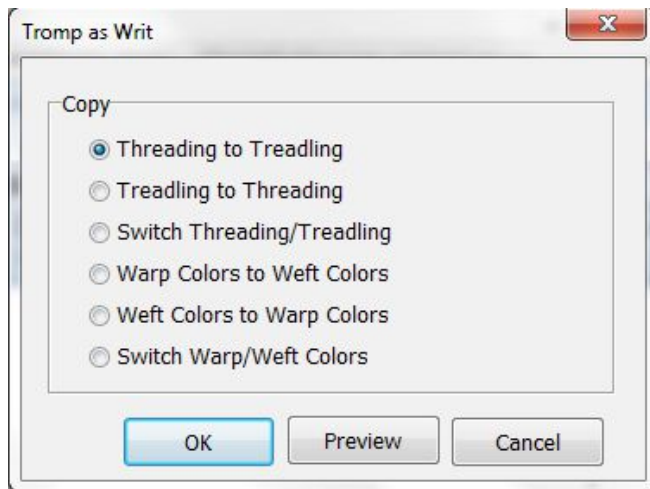 Tromp as Writ
Copy
Threading to Treadling
Treadling to Threading
Switch Threading/Treadling
Warp Colors to Weft Colors
Weft Colors to Warp Colors
Switch Warp/Weft Colors
OK Preview Cancel